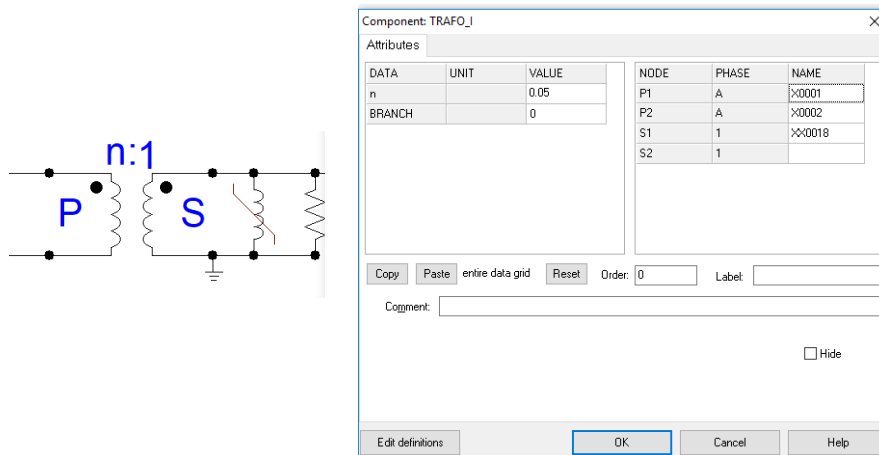 n:1
P
S
Component: TRAFO_I
Attributes
DATA UNIT VALUE
n 0.05
BRANCH 0
NODE PHASE NAME
P1 A X0001
P2 A X0002
S1 1 XX0018
S2 1
Copy Paste entire data grid Reset Order: 0 Label:
Comment:
Hide
Edit definitions OK Cancel Help